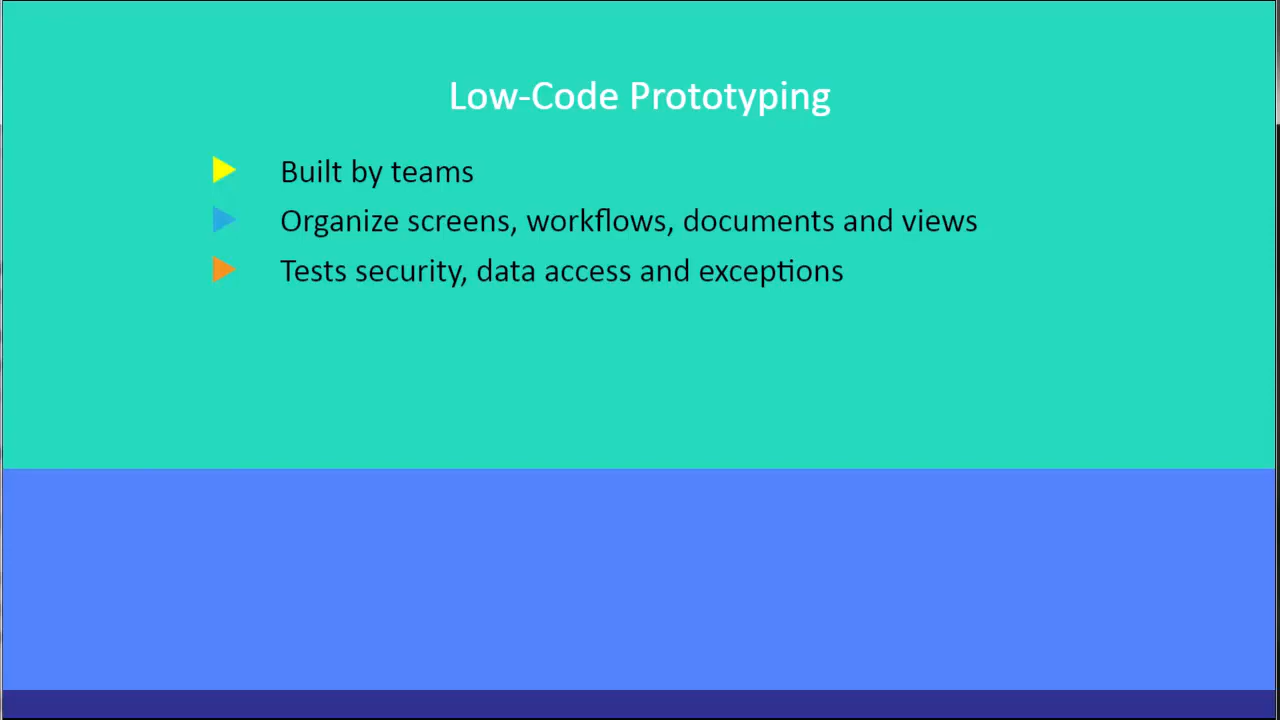 Low-Code Prototyping
Built by teams
Organize screens, workflows, documents and views
Tests security, data access and exceptions